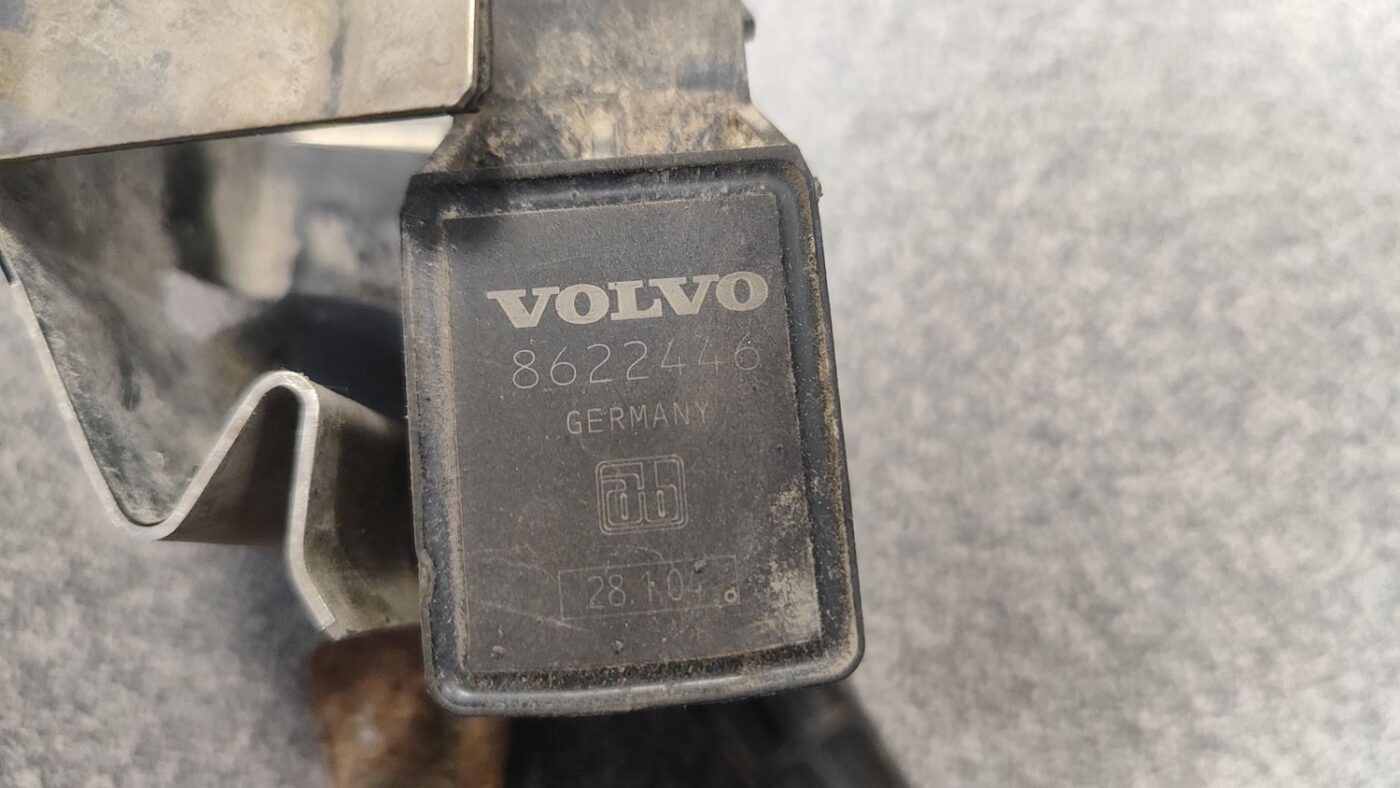 VOLVO
8622446
GERMANY
ab
28.1.04